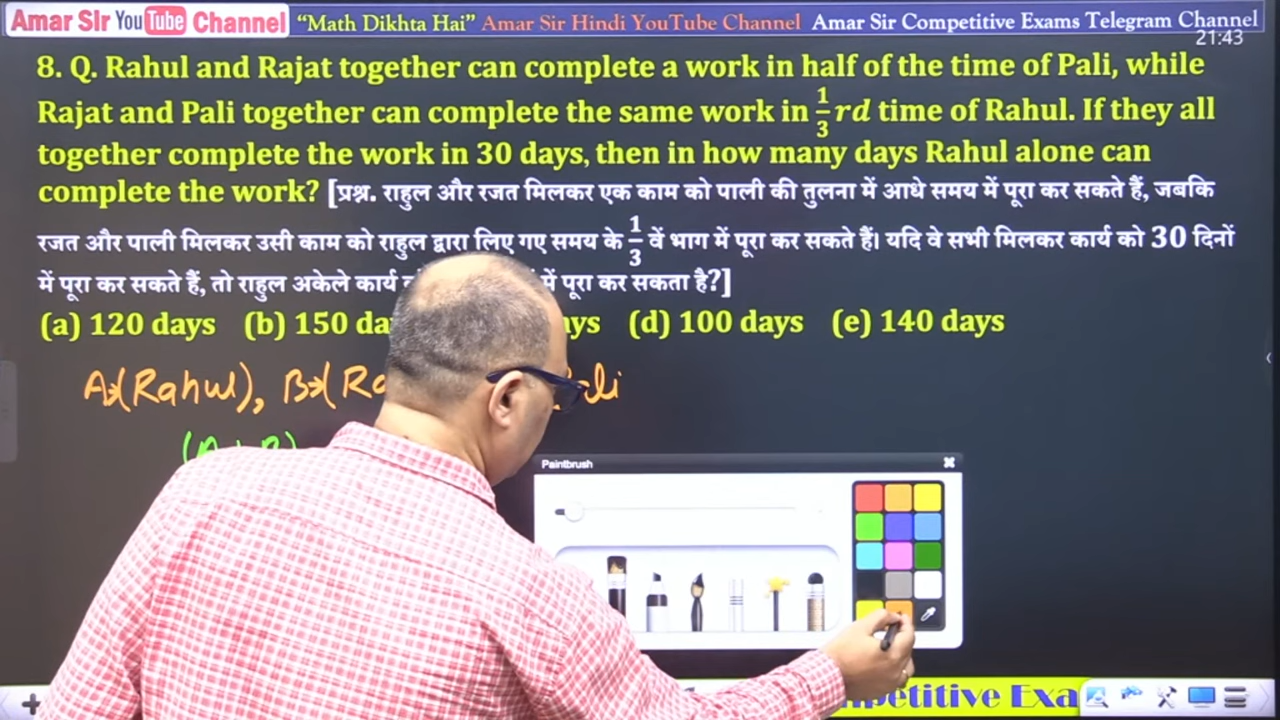 Amar SIr YouTube Channel "Math Dikhta Hai" Amar Sir Hindi YouTube Channel Amar Sir Competitive Exams Telegram Channel
21:43
8. Q. Rahul and Rajat together can complete a work in half of the time of Pali, while
Rajat and Pali together can complete the same work in 1/3 rd time of Rahul. If they all
together complete the work in 30 days, then in how many days Rahul alone can
complete the work? [प्रश्न. राहुल और रजत मिलकर एक काम को पाली की तुलना में आधे समय में पूरा कर सकते हैं, जबकि
रजत और पाली मिलकर उसी काम को राहुल द्वारा लिए गए समय के 1/3 वें भाग में पूरा कर सकते हैं। यदि वे सभी मिलकर कार्य को 30 दिनों
में पूरा कर सकते हैं, तो राहुल अकेले कार्य में पूरा कर सकता है?]
(a) 120 days (b) 150 (d) 100 days (e) 140 days
(Rahul),
Paintbrush